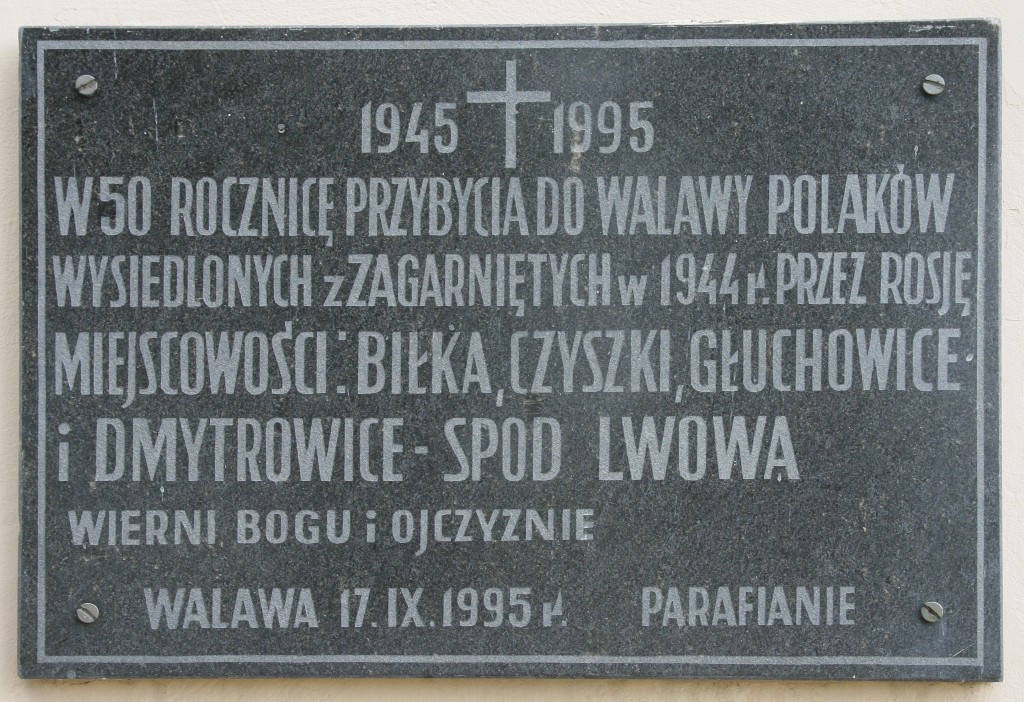 1945 1995
W 50 ROCZNICĘ PRZYBYCIA DO WALAWY POLAKÓW
WYSIEDLONYCH z ZAGARNIĘTYCH w 1944 r. PRZEZ ROSJĘ
MIEJSCOWOŚCI: BIŁKA, CZYSZKI, GŁUCHOWICE
i DMYTROWICE - SPOD LWOWA
WIERNI BOGU i OJCZYZNIE
WALAWA 17. IX. 1995 r. PARAFIANIE